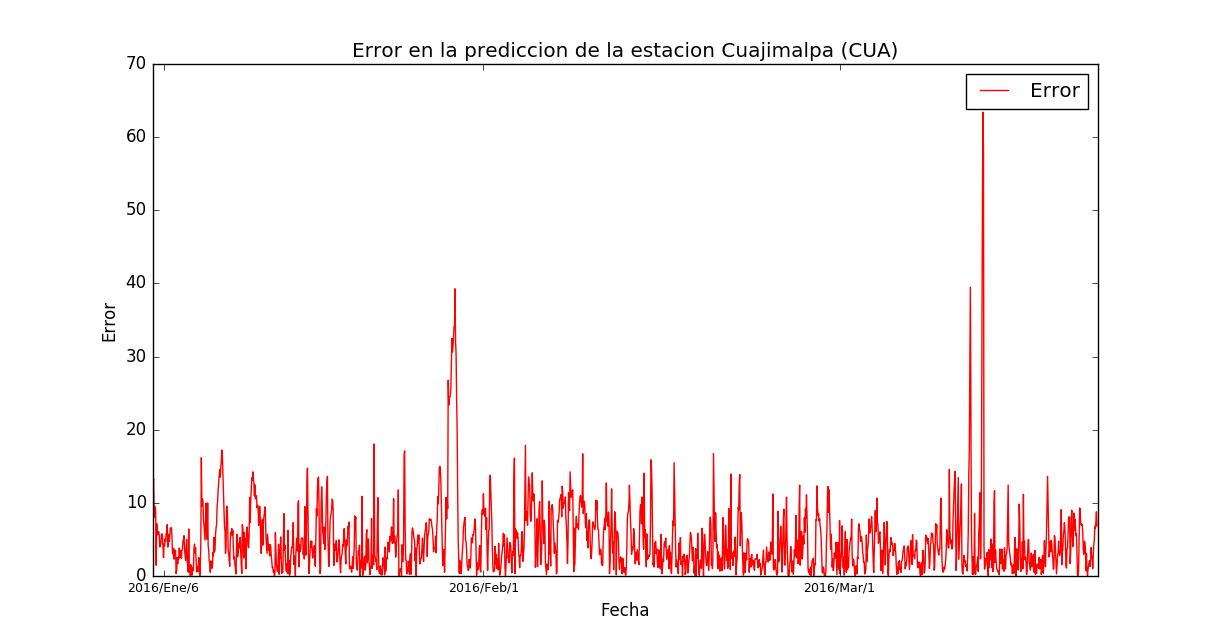 Error en la prediccion de la estacion Cuajimalpa (CUA)
70
60
50
40
30
20
10
0
Error
Error
2016/Ene/6
2016/Feb/1
2016/Mar/1
Fecha